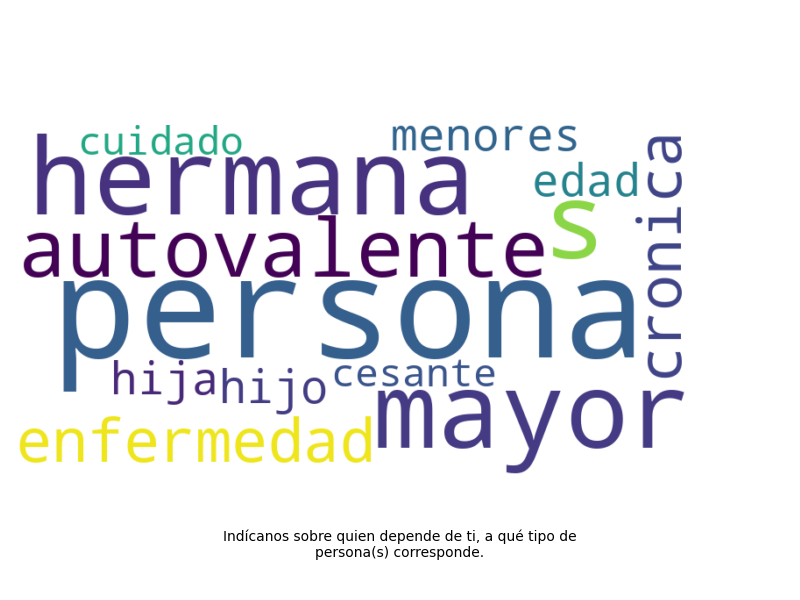 cuidado
menores
hermana
edad
s
cronica
autovalente
persona
hija
hijo
cesante
mayor
enfermedad
Indícanos sobre quien depende de ti, a qué tipo de
persona(s) corresponde.